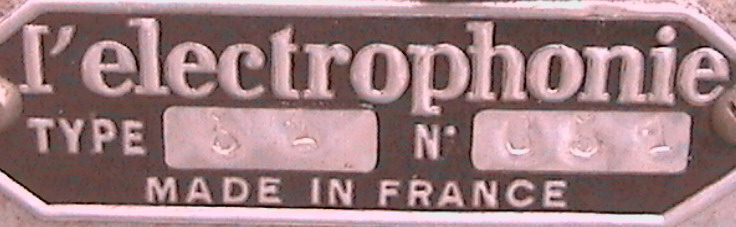 l'electrophonie
TYPE N°
MADE IN FRANCE